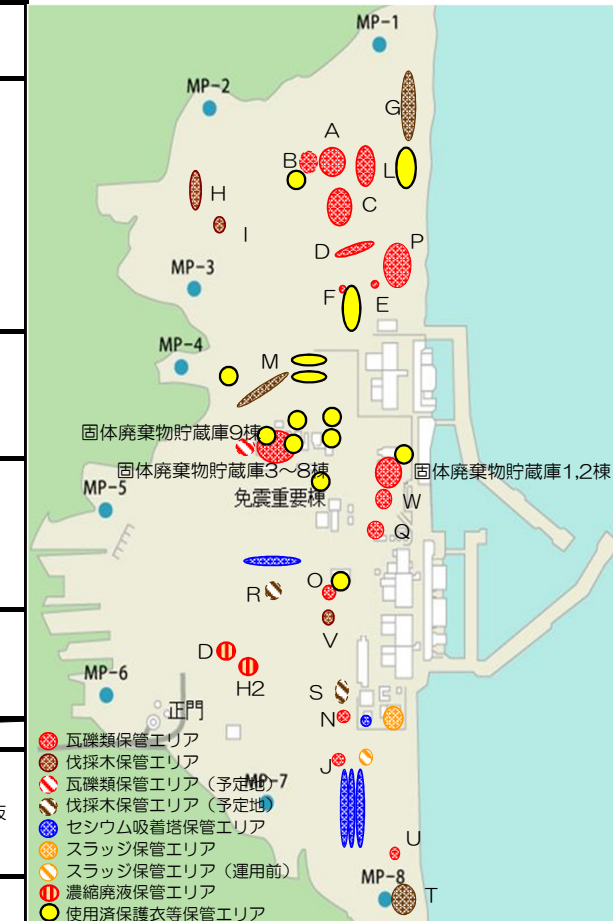 MP-1
MP-2
G
A
B
L
H
C
I
D
P
MP-3
F
E
MP-4
M
固体廃棄物貯蔵庫9棟
固体廃棄物貯蔵庫3～8棟
固体廃棄物貯蔵庫1,2棟
MP-5
免震重要棟
W
Q
O
R
V
D
H2
MP-6
S
正門
N
J
MP-7
U
MP-8
T
瓦礫類保管エリア
伐採木保管エリア
瓦礫類保管エリア（予定地）
伐採木保管エリア（予定地
セシウム吸着塔保管エリア
スラッジ保管エリア
スラッジ保管エリア（運用前）
濃縮廃液保管エリア
使用済保護衣等保管エリア